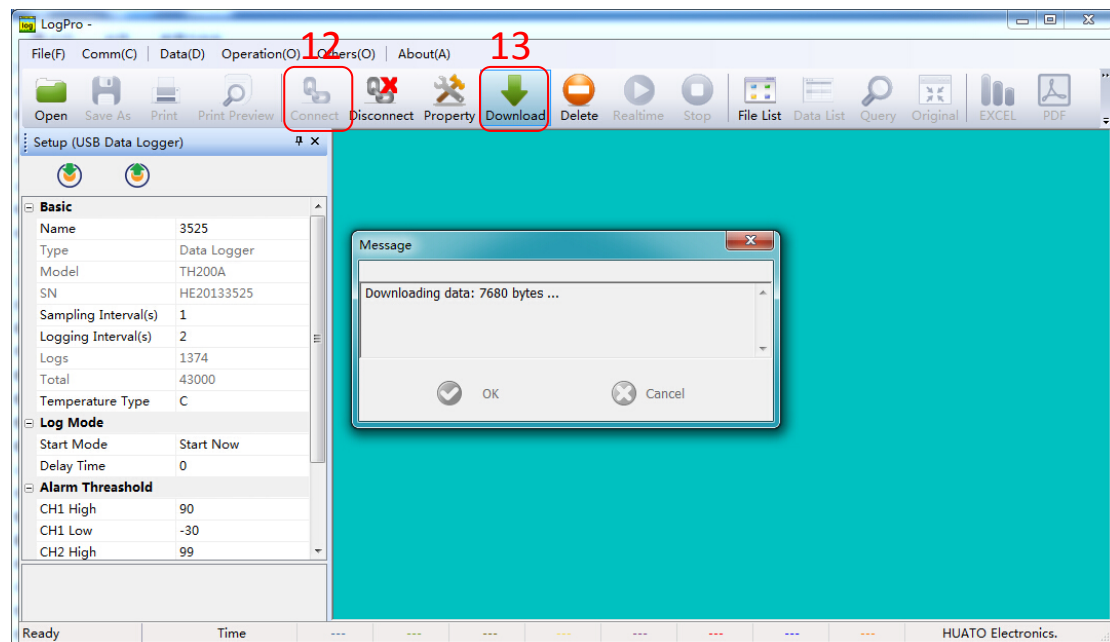 LogPro -
12
13
File(F) Comm(C) Data(D) Operation(O) Others(O) About(A)
Open Save As Print Print Preview Connect Disconnect Property Download Delete Realtime Stop File List Data List Query Original EXCEL PDF
Setup (USB Data Logger)
Basic
Name 3525
Type Data Logger
Model TH200A
SN HE20133525
Sampling Interval(s) 1
Logging Interval(s) 2
Logs 1374
Total 43000
Temperature Type C
Log Mode
Start Mode Start Now
Delay Time 0
Alarm Threashold
CH1 High 90
CH1 Low -30
CH2 High 99
Message
Downloading data: 7680 bytes ...
OK Cancel
Ready Time --- --- --- --- --- --- --- --- HUATO Electronics.